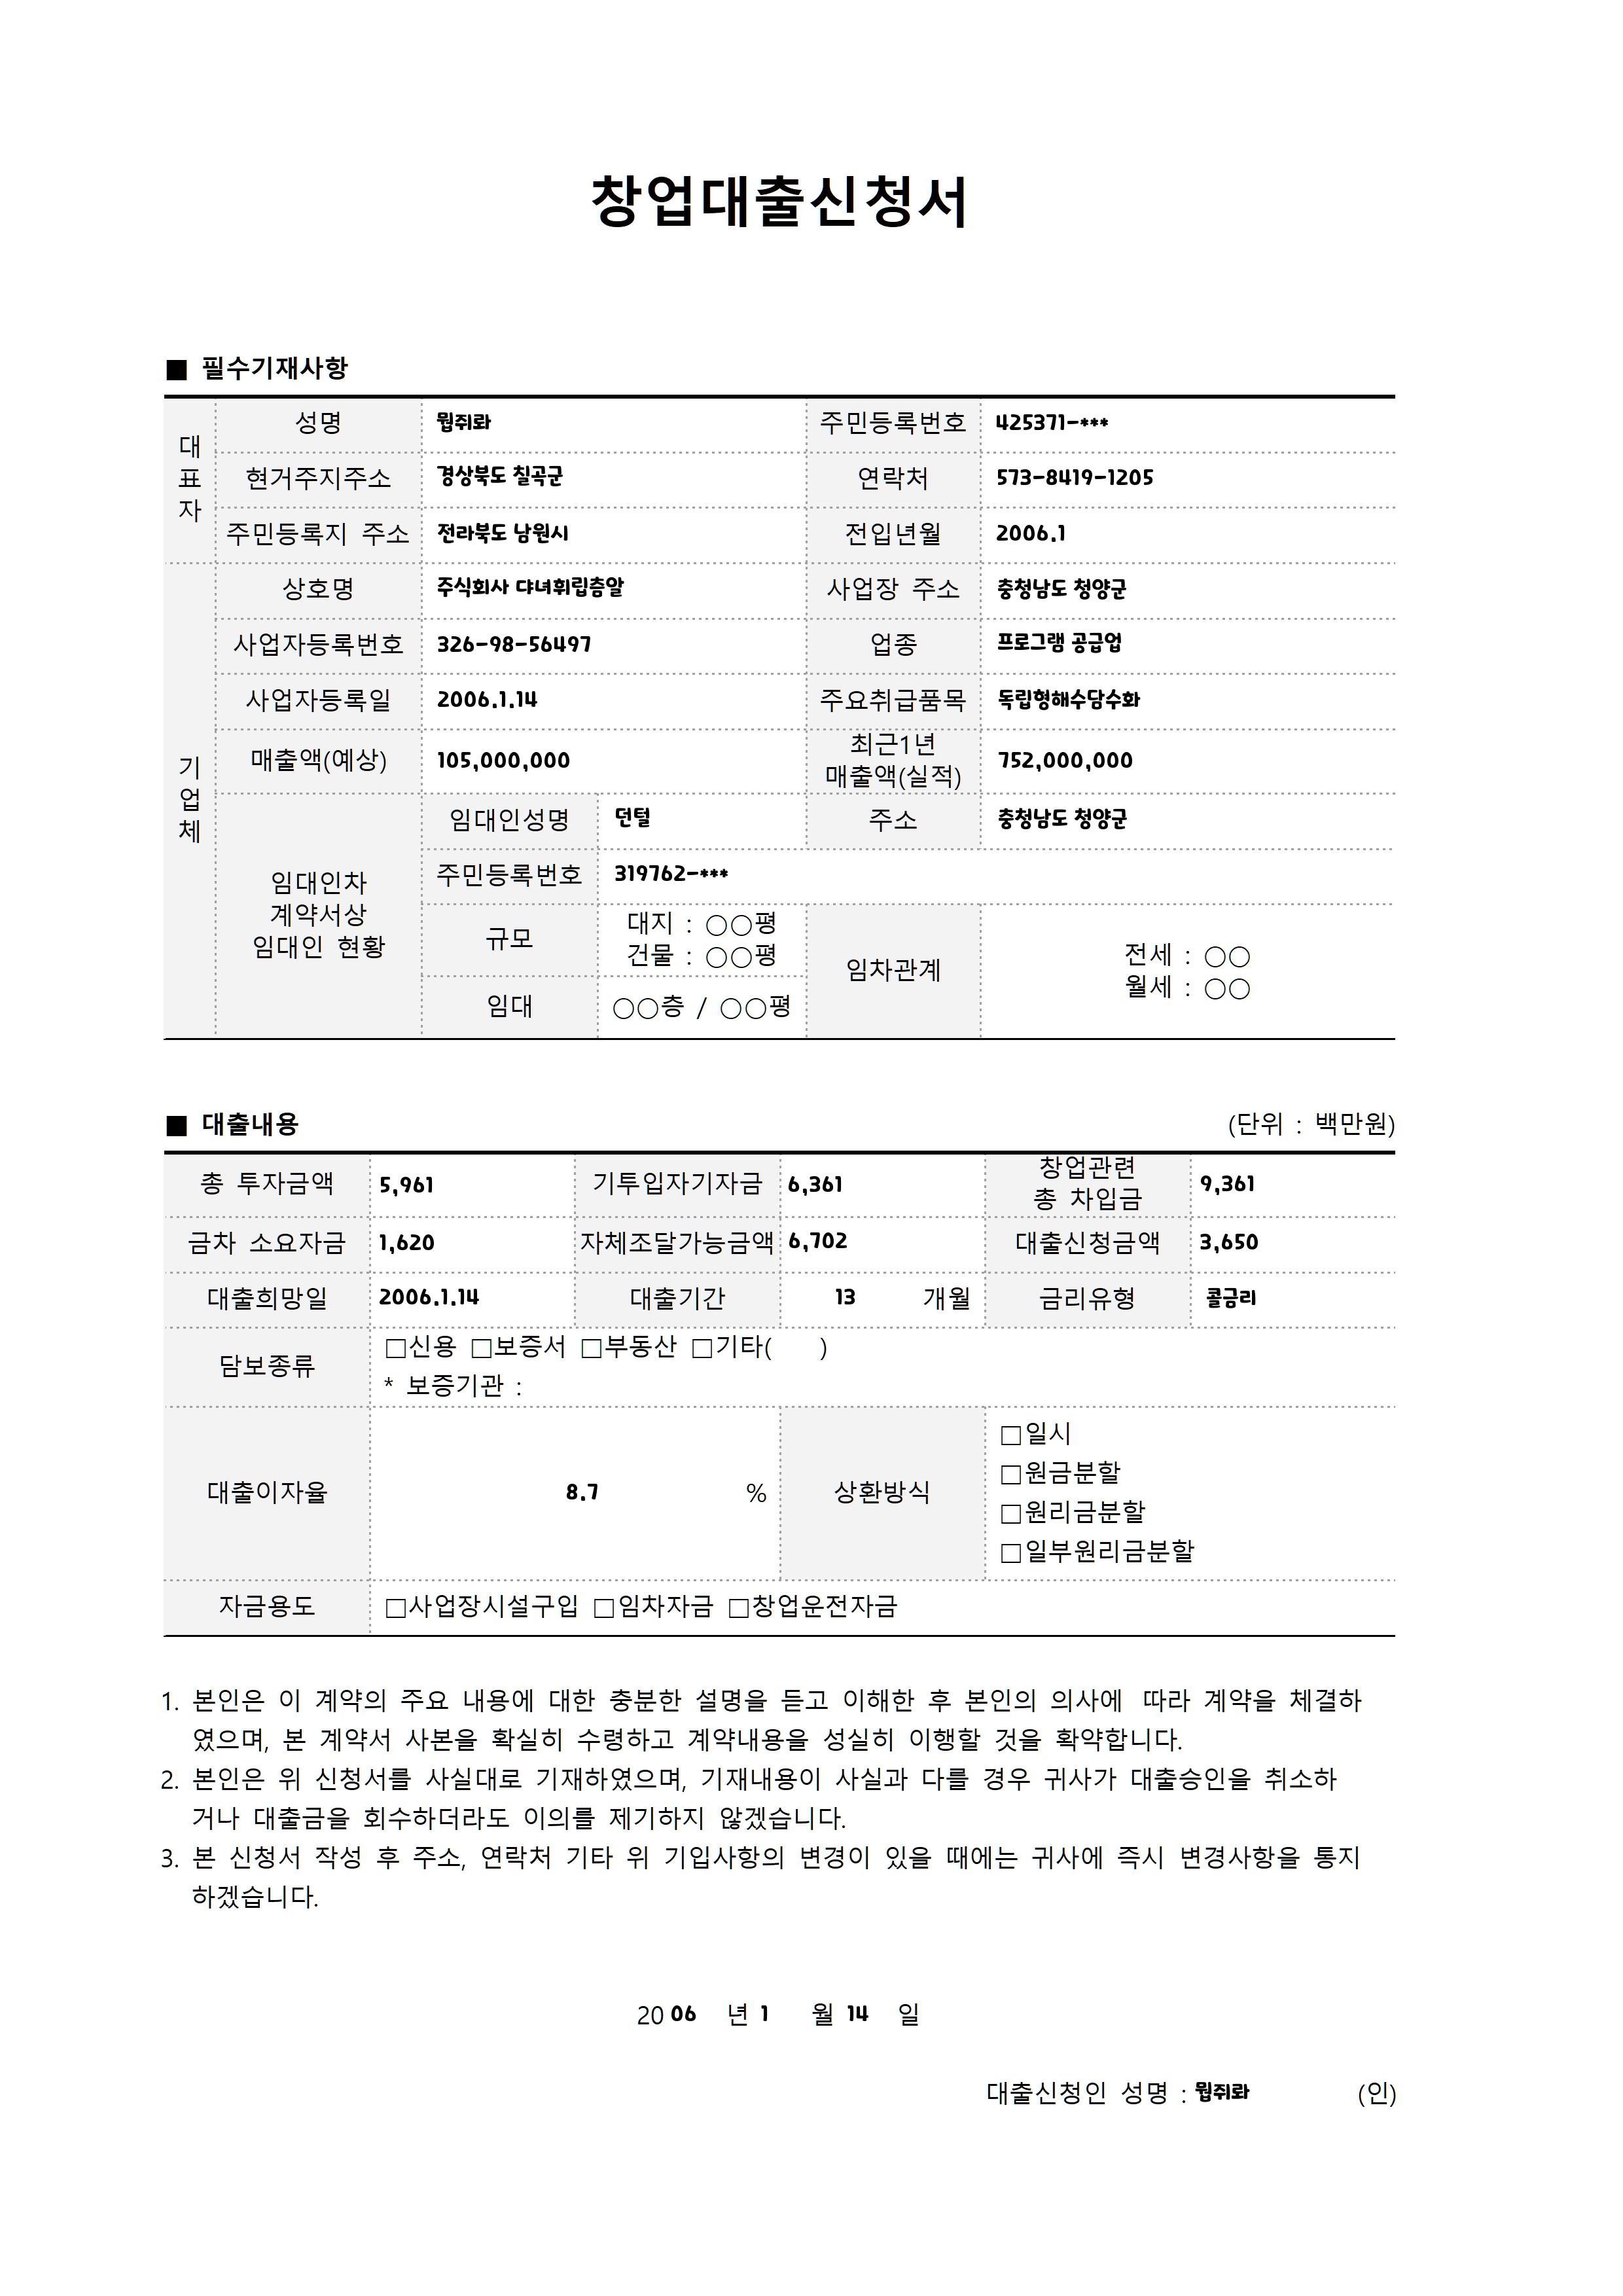 창업대출신청서
■ 필수기재사항
대표자
성명 뭡쥐롸 주민등록번호 425371-***
현거주지주소 경상북도 칠곡군 연락처 573-8419-1205
주민등록지 주소 전라북도 남원시 전입년월 2006.1
기업체
상호명 주식회사 댜녀휘립층알 사업장 주소 충청남도 청양군
사업자등록번호 326-98-56497 업종 프로그램 공급업
사업자등록일 2006.1.14 주요취급품목 독립형해수담수화
매출액(예상) 105,000,000 최근1년 매출액(실적) 752,000,000
임대인차
계약서상
임대인 현황
임대인성명 던털 주소 충청남도 청양군
주민등록번호 319762-***
규모 대지 : ○○평
건물 : ○○평
임대 ○○층 / ○○평
임차관계 전세 : ○○
월세 : ○○
■ 대출내용 (단위 : 백만원)
총 투자금액 5,961 기투입자기자금 6,361 창업관련 총 차입금 9,361
금차 소요자금 1,620 자체조달가능금액 6,702 대출신청금액 3,650
대출희망일 2006.1.14 대출기간 13 개월 금리유형 콜금리
담보종류 □신용 □보증서 □부동산 □기타( )
* 보증기관 :
대출이자율 8.7 % 상환방식
□일시
□원금분할
□원리금분할
□일부원리금분할
자금용도 □사업장시설구입 □임차자금 □창업운전자금
1. 본인은 이 계약의 주요 내용에 대한 충분한 설명을 듣고 이해한 후 본인의 의사에 따라 계약을 체결하
였으며, 본 계약서 사본을 확실히 수령하고 계약내용을 성실히 이행할 것을 확약합니다.
2. 본인은 위 신청서를 사실대로 기재하였으며, 기재내용이 사실과 다를 경우 귀사가 대출승인을 취소하
거나 대출금을 회수하더라도 이의를 제기하지 않겠습니다.
3. 본 신청서 작성 후 주소, 연락처 기타 위 기입사항의 변경이 있을 때에는 귀사에 즉시 변경사항을 통지
하겠습니다.
20 06 년 1 월 14 일
대출신청인 성명 : 뭡쥐롸 (인)